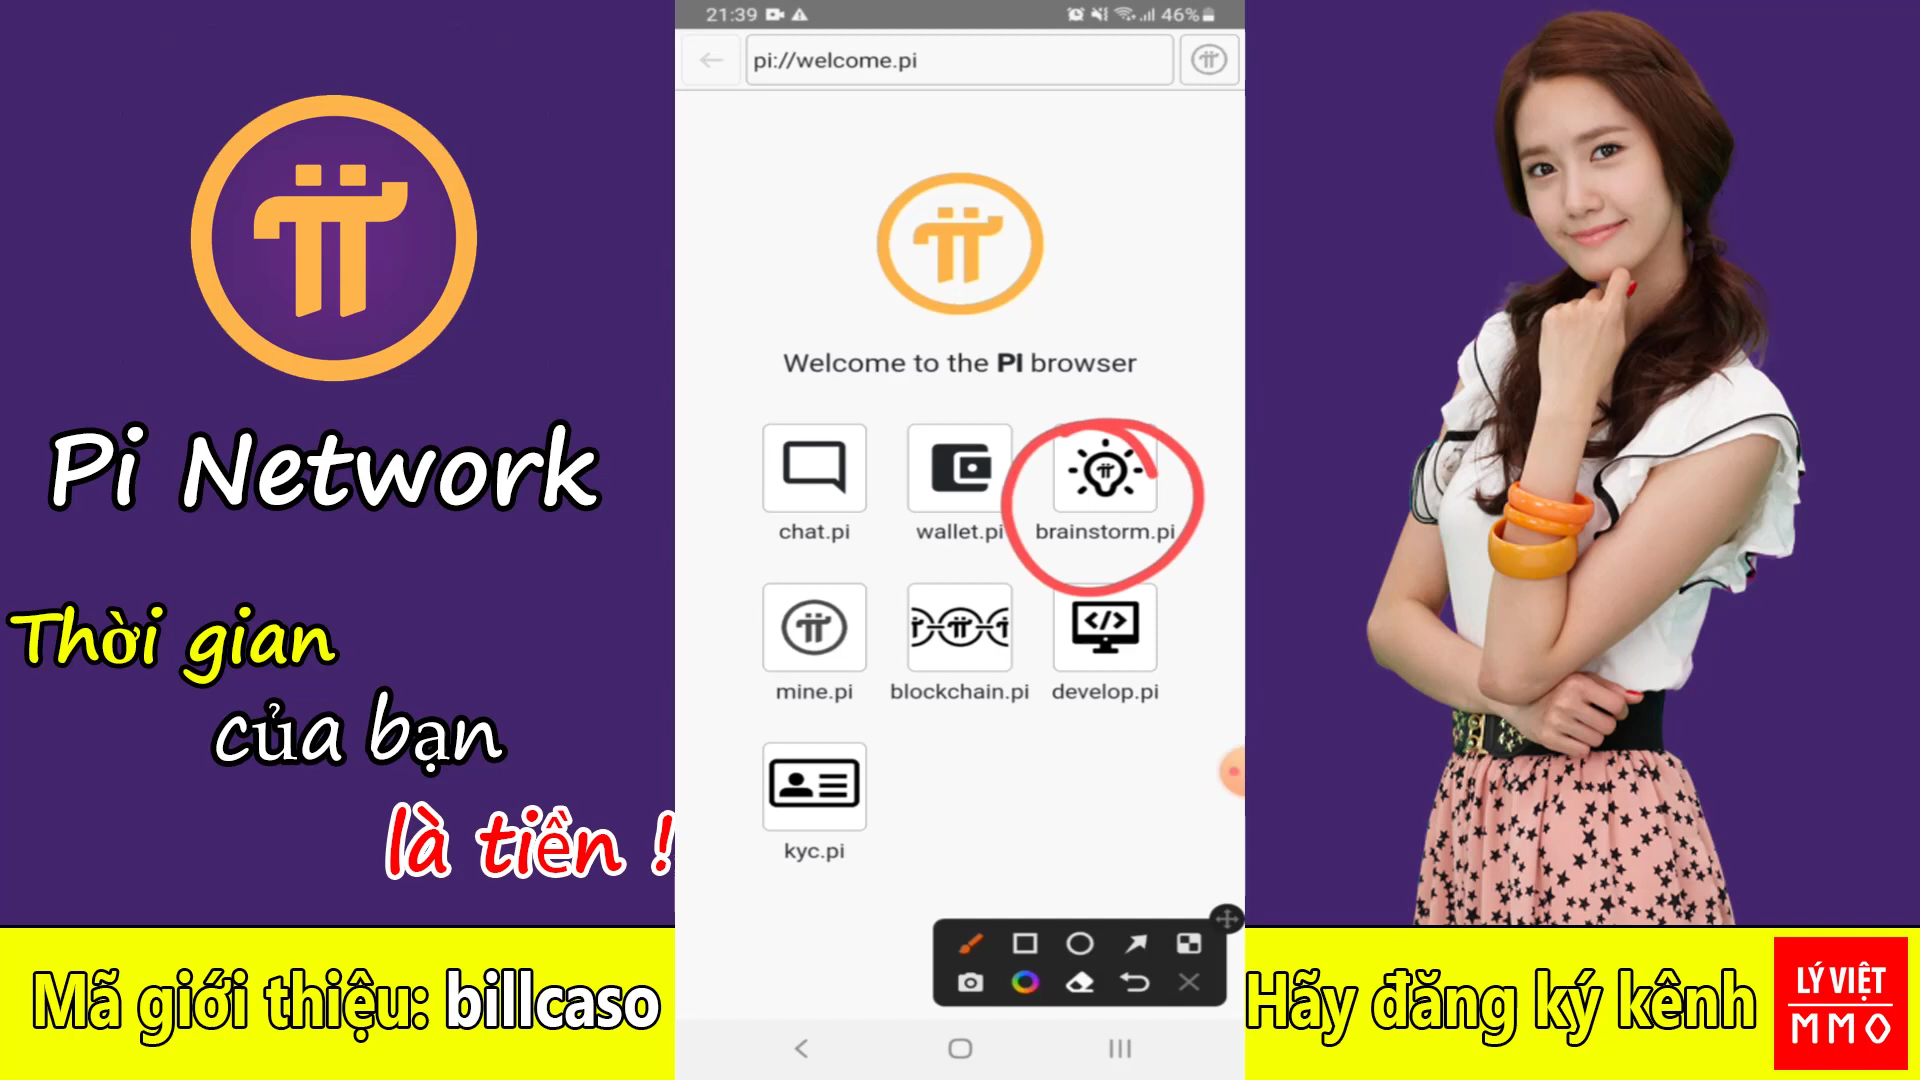 Pi Network
Thời gian
của bạn
là tiền !
Mã giới thiệu: billcaso
21:39
46%
pi://welcome.pi
Welcome to the PI browser
chat.pi
wallet.pi
brainstorm.pi
mine.pi
blockchain.pi
develop.pi
kyc.pi
Hãy đăng ký kênh
LÝ VIỆT
MMO